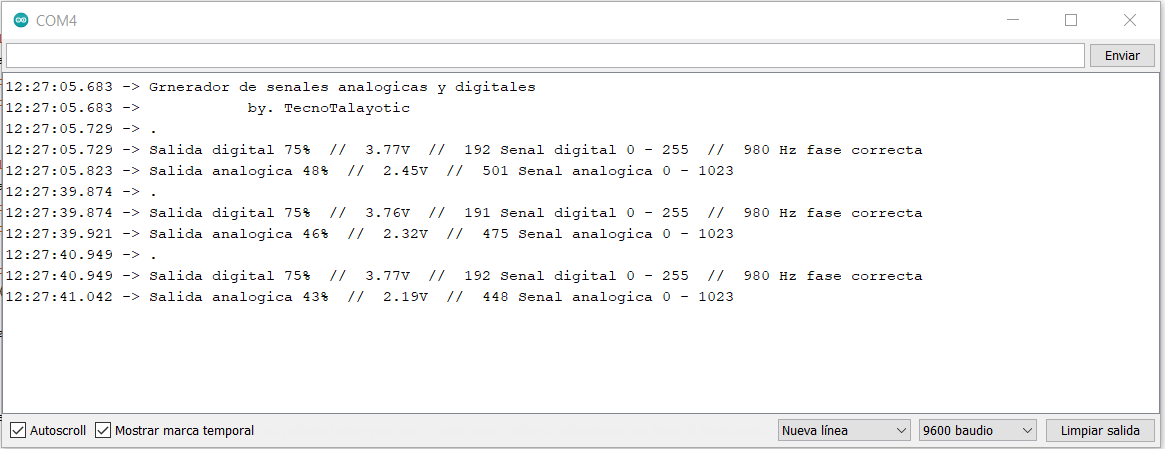 COM4
Enviar
12:27:05.683 -> Grnerador de senales analogicas y digitales
12:27:05.683 ->            by. TecnoTalayotic
12:27:05.729 -> .
12:27:05.729 -> Salida digital 75%  //  3.77V  //  192 Senal digital 0 - 255  //  980 Hz fase correcta
12:27:05.823 -> Salida analogica 48%  //  2.45V  //  501 Senal analogica 0 - 1023
12:27:39.874 -> .
12:27:39.874 -> Salida digital 75%  //  3.76V  //  191 Senal digital 0 - 255  //  980 Hz fase correcta
12:27:39.921 -> Salida analogica 46%  //  2.32V  //  475 Senal analogica 0 - 1023
12:27:40.949 -> .
12:27:40.949 -> Salida digital 75%  //  3.77V  //  192 Senal digital 0 - 255  //  980 Hz fase correcta
12:27:41.042 -> Salida analogica 43%  //  2.19V  //  448 Senal analogica 0 - 1023
Autoscroll Mostrar marca temporal Nueva línea 9600 baudio Limpiar salida